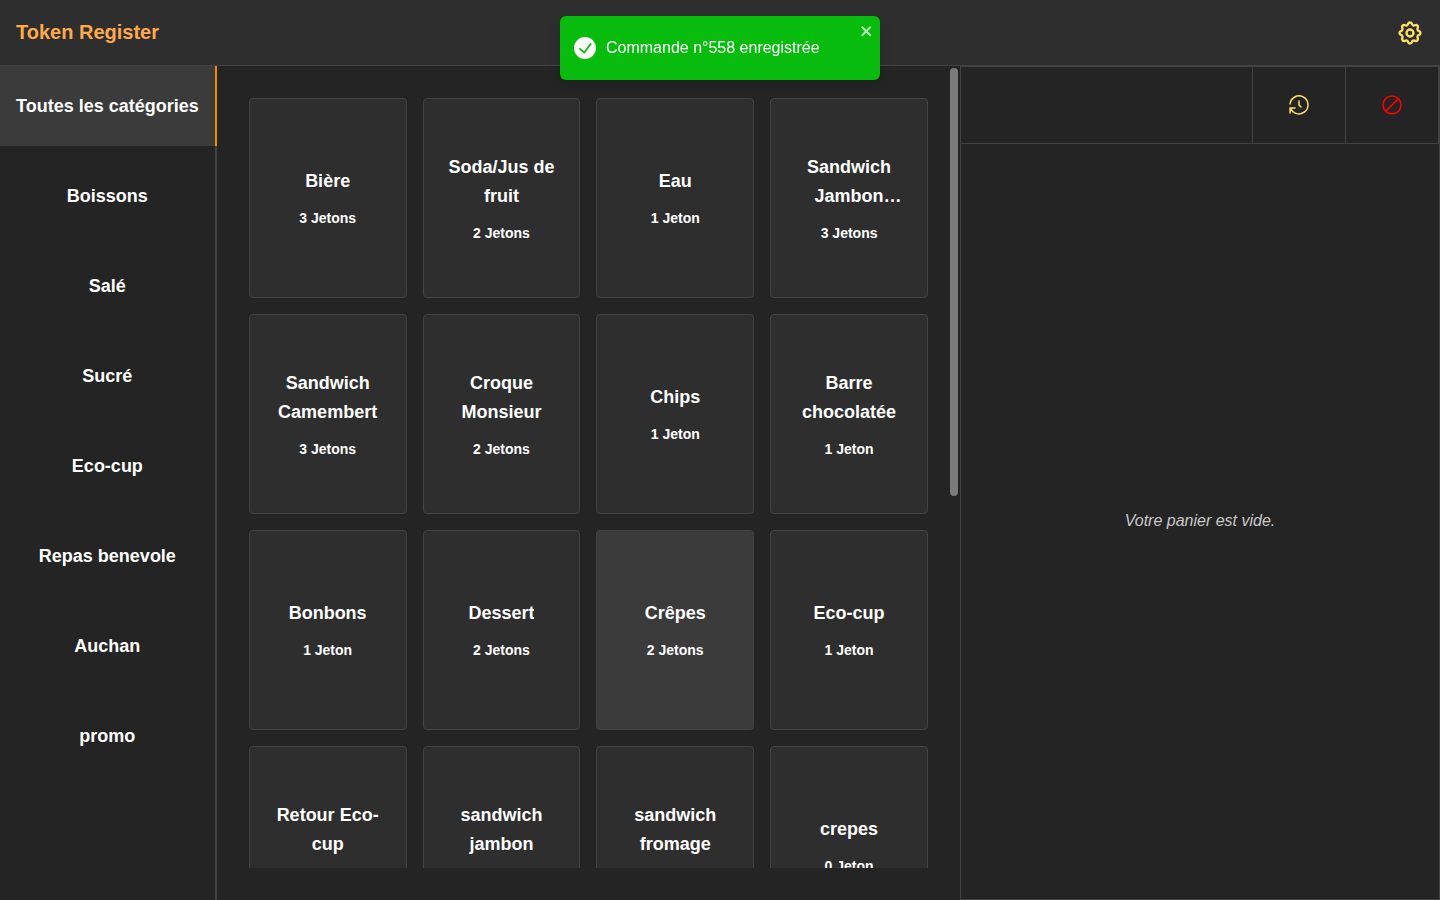 Token Register
Commande n°558 enregistrée
Toutes les catégories
Boissons
Salé
Sucré
Eco-cup
Repas benevole
Auchan
promo
Bière
3 Jetons
Soda/Jus de
fruit
2 Jetons
Eau
1 Jeton
Sandwich
Jambon…
3 Jetons
Sandwich
Camembert
3 Jetons
Croque
Monsieur
2 Jetons
Chips
1 Jeton
Barre
chocolatée
1 Jeton
Bonbons
1 Jeton
Dessert
2 Jetons
Crêpes
2 Jetons
Eco-cup
1 Jeton
Retour Eco-
cup
sandwich
jambon
sandwich
fromage
crepes
0 Jeton
Votre panier est vide.